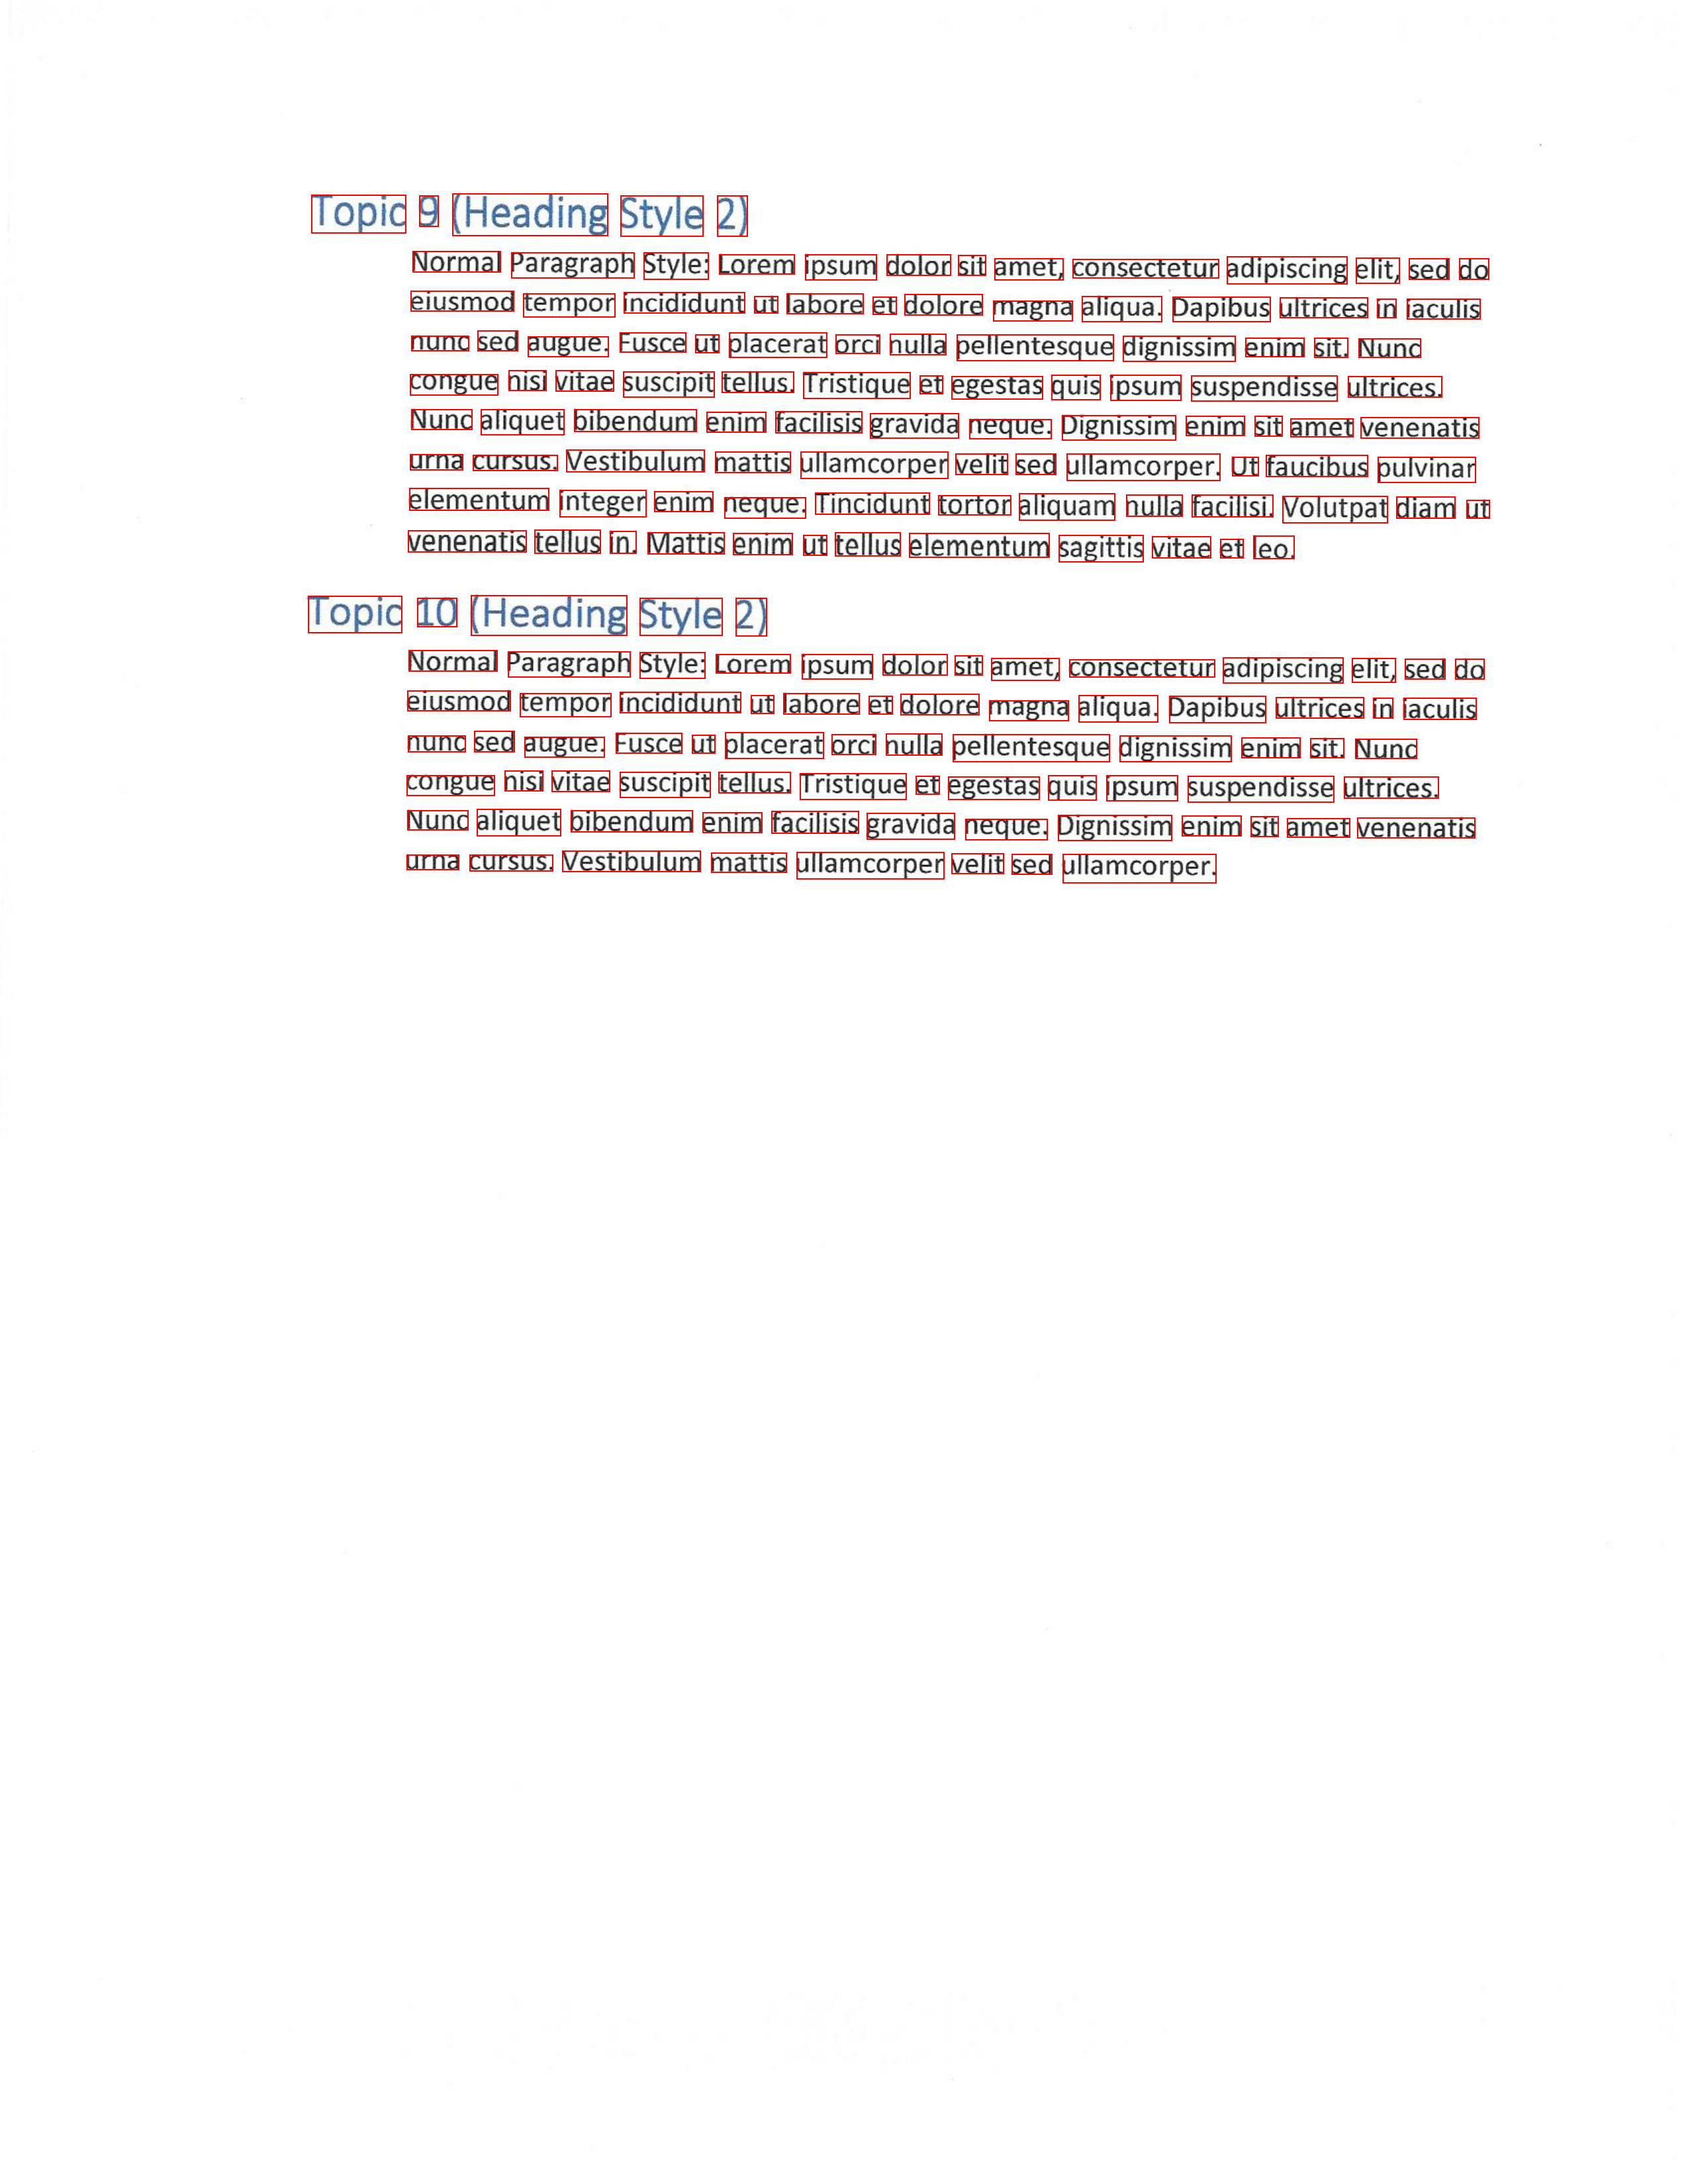 Topic 9 (Heading Style 2)
Normal Paragraph Style: Lorem ipsum dolor sit amet, consectetur adipiscing elit, sed do
eiusmod tempor incididunt ut labore et dolore magna aliqua. Dapibus ultrices in iaculis
nunc sed augue. Fusce ut placerat orci nulla pellentesque dignissim enim sit. Nunc
congue nisi vitae suscipit tellus. Tristique et egestas quis ipsum suspendisse ultrices.
Nunc aliquet bibendum enim facilisis gravida neque. Dignissim enim sit amet venenatis
urna cursus. Vestibulum mattis ullamcorper velit sed ullamcorper. Ut faucibus pulvinar
elementum integer enim neque. Tincidunt tortor aliquam nulla facilisi. Volutpat diam ut
venenatis tellus in. Mattis enim ut tellus elementum sagittis vitae et leo.
Topic 10 (Heading Style 2)
Normal Paragraph Style: Lorem ipsum dolor sit amet, consectetur adipiscing elit, sed do
eiusmod tempor incididunt ut labore et dolore magna aliqua. Dapibus ultrices in iaculis
nunc sed augue. Fusce ut placerat orci nulla pellentesque dignissim enim sit. Nunc
congue nisi vitae suscipit tellus. Tristique et egestas quis ipsum suspendisse ultrices.
Nunc aliquet bibendum enim facilisis gravida neque. Dignissim enim sit amet venenatis
urna cursus. Vestibulum mattis ullamcorper velit sed ullamcorper.